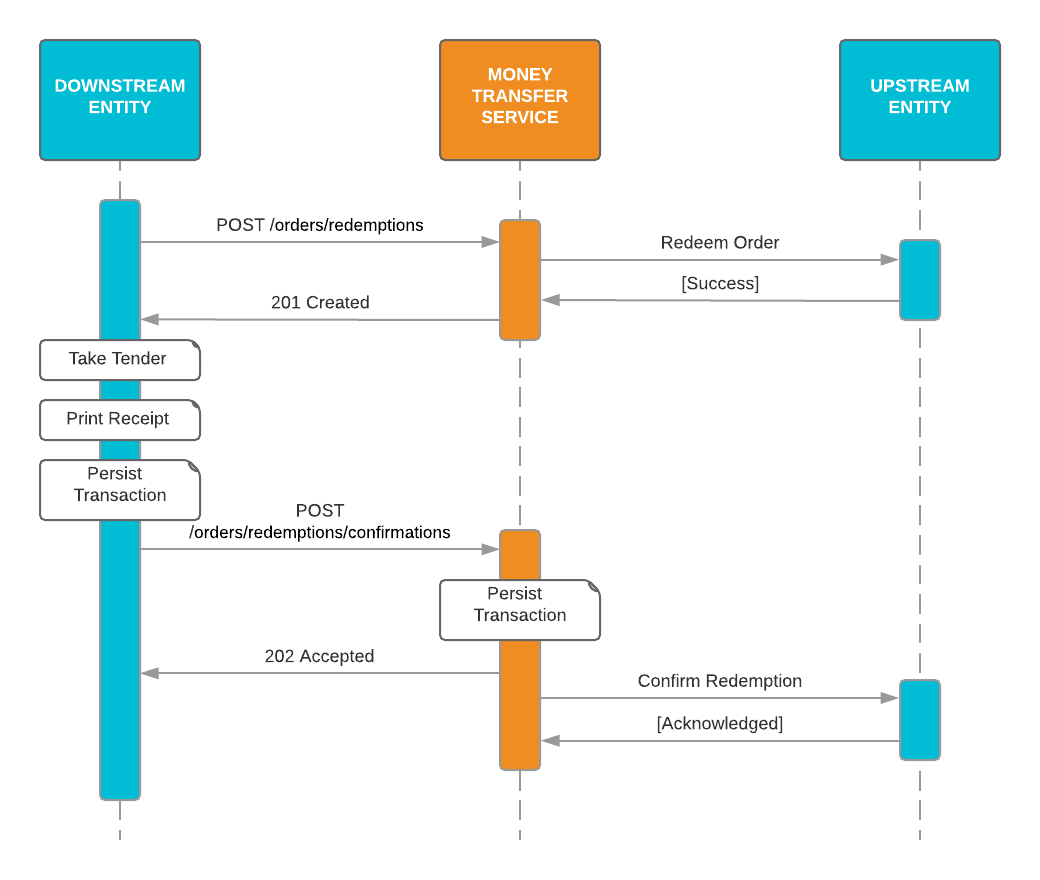 DOWNSTREAM
ENTITY
MONEY
TRANSFER
SERVICE
UPSTREAM
ENTITY
POST /orders/redemptions
Redeem Order
[Success]
201 Created
Take Tender
Print Receipt
Persist
Transaction
POST
/orders/redemptions/confirmations
Persist
Transaction
202 Accepted
Confirm Redemption
[Acknowledged]